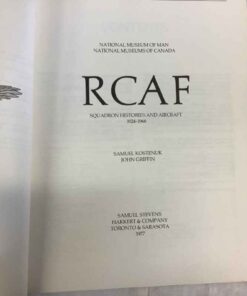 NATIONAL MUSEUM OF MAN
NATIONAL MUSEUMS OF CANADA
RCAF
SQUADRON HISTORIES AND AIRCRAFT
1924-1968
SAMUEL KOSTENUK
JOHN GRIFFIN
SAMUEL STEVENS
HAKKERT & COMPANY
TORONTO & SARASOTA
1977